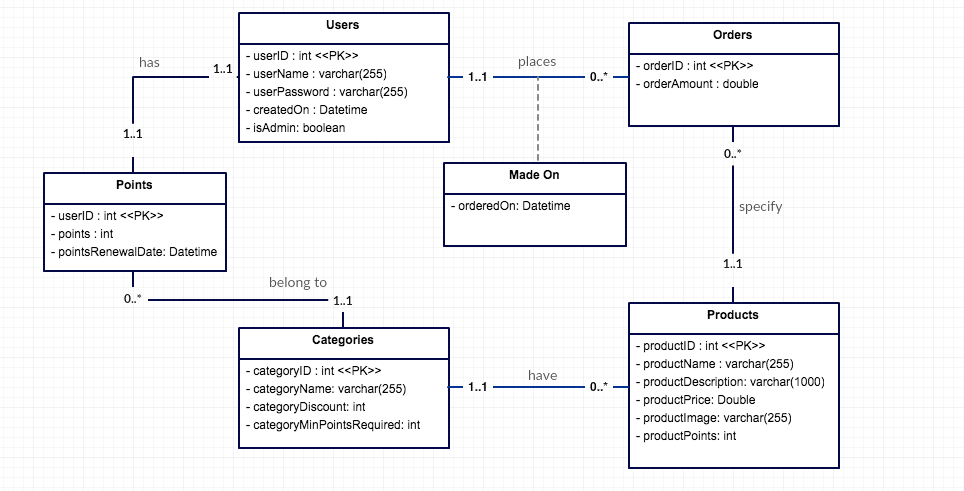 Users
- userID : int <<PK>>
- userName : varchar(255)
- userPassword : varchar(255)
- createdOn : Datetime
- isAdmin: boolean
has
1..1
1..1
1..1
places
0..*
Orders
- orderID : int <<PK>>
- orderAmount : double
Made On
- orderedOn: Datetime
0..*
specify
1..1
Points
- userID : int <<PK>>
- points : int
- pointsRenewalDate: Datetime
0..*
belong to
1..1
Categories
- categoryID : int <<PK>>
- categoryName: varchar(255)
- categoryDiscount: int
- categoryMinPointsRequired: int
1..1
have
0..*
Products
- productID : int <<PK>>
- productName : varchar(255)
- productDescription: varchar(1000)
- productPrice: Double
- productImage: varchar(255)
- productPoints: int